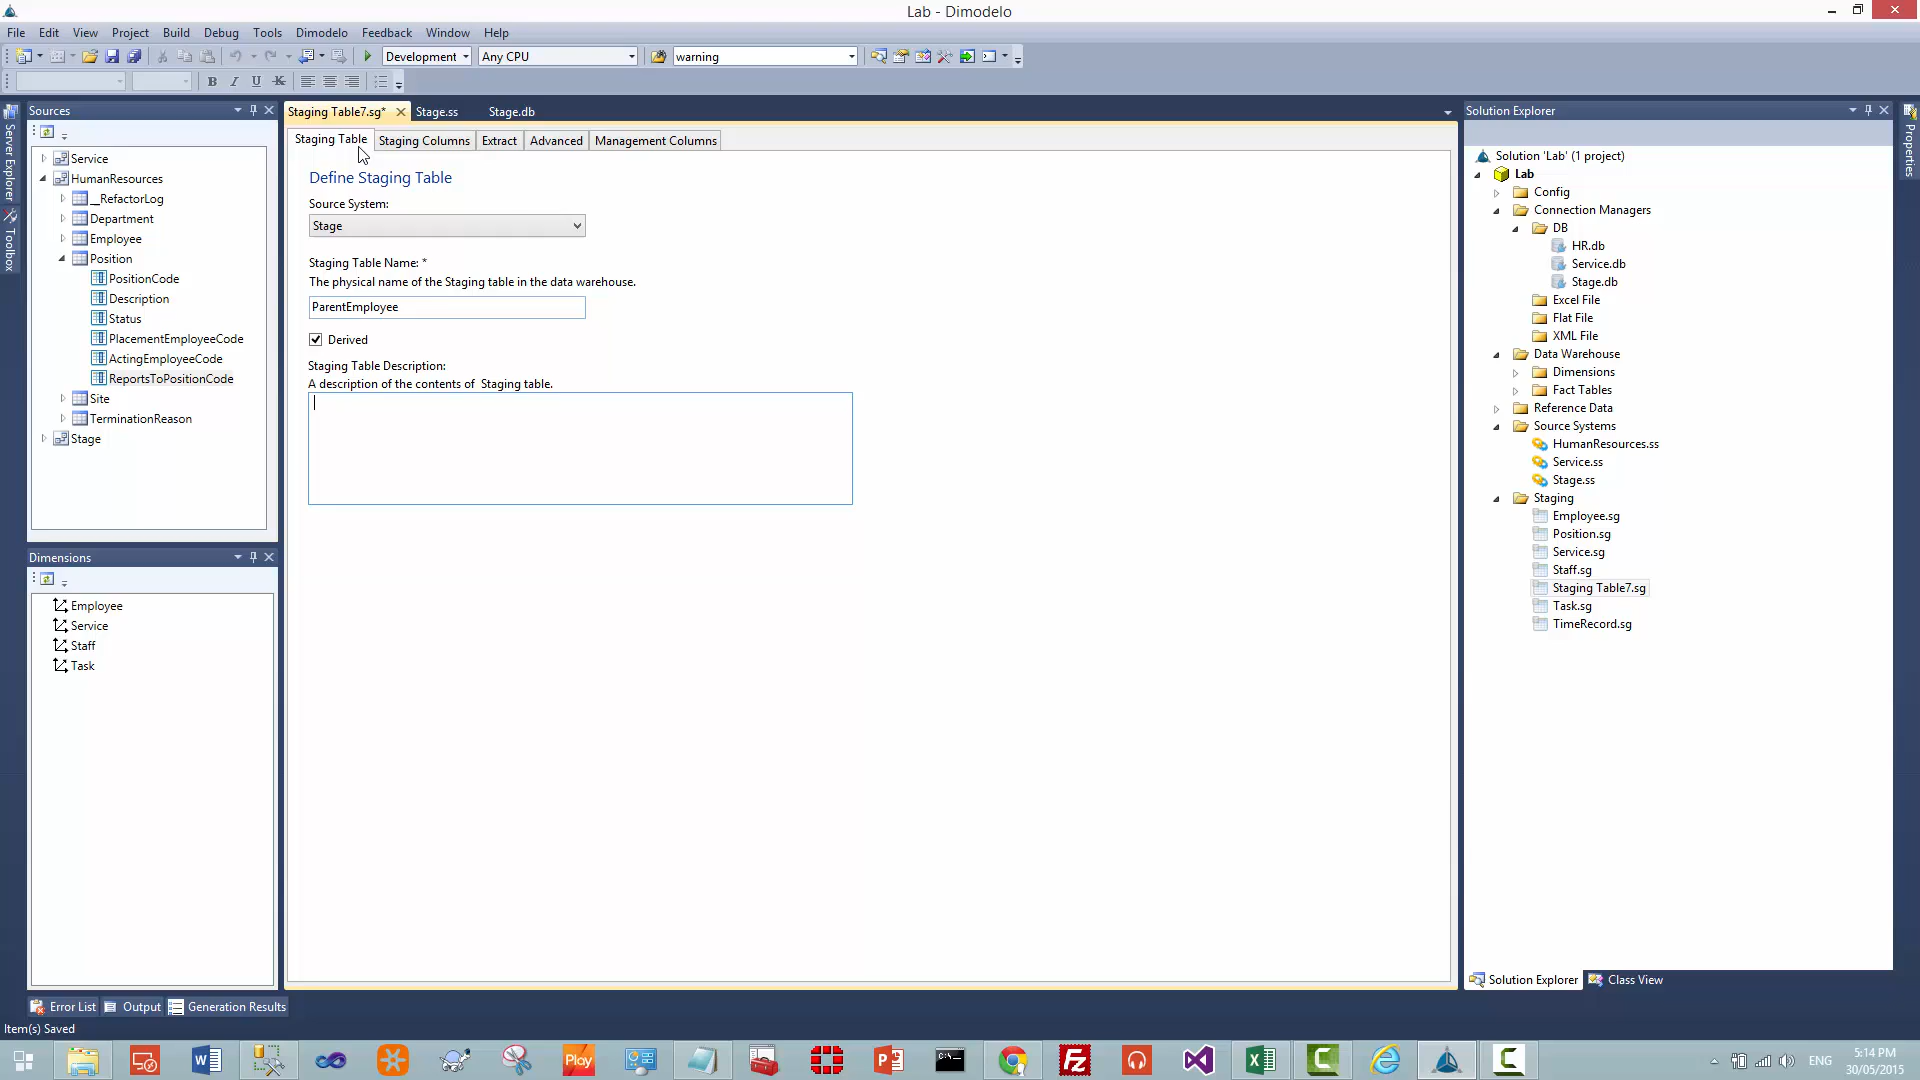 Lab - Dimodelo
File Edit View Project Build Debug Tools Dimodelo Feedback Window Help
Development Any CPU warning
B I U
Server Explorer
Toolbox
Sources
Service
HumanResources
__RefactorLog
Department
Employee
Position
PositionCode
Description
Status
PlacementEmployeeCode
ActingEmployeeCode
ReportsToPositionCode
Site
TerminationReason
Stage
Dimensions
Employee
Service
Staff
Task
Staging Table7.sg* Stage.ss Stage.db
Staging Table Staging Columns Extract Advanced Management Columns
Define Staging Table
Source System:
Stage
Staging Table Name: *
The physical name of the Staging table in the data warehouse.
ParentEmployee
Derived
Staging Table Description:
A description of the contents of Staging table.
Solution Explorer
Solution 'Lab' (1 project)
Lab
Config
Connection Managers
DB
HR.db
Service.db
Stage.db
Excel File
Flat File
XML File
Data Warehouse
Dimensions
Fact Tables
Reference Data
Source Systems
HumanResources.ss
Service.ss
Stage.ss
Staging
Employee.sg
Position.sg
Service.sg
Staff.sg
Staging Table7.sg
Task.sg
TimeRecord.sg
Solution Explorer Class View
Properties
Error List Output Generation Results
Item(s) Saved
Play
ENG
5:14 PM
30/05/2015